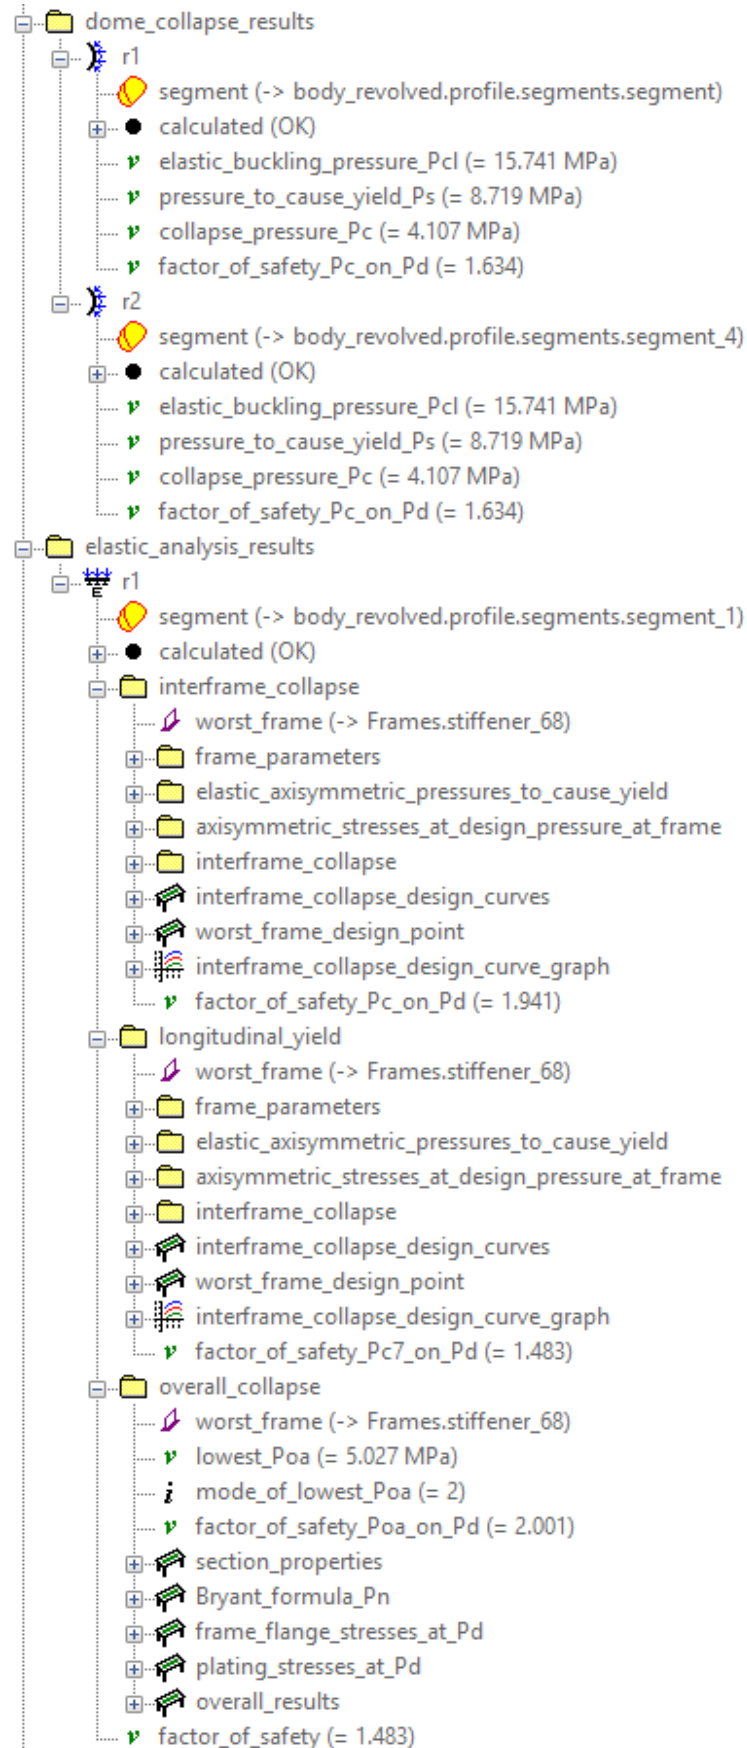 dome_collapse_results
r1
segment (-> body_revolved.profile.segments.segment)
calculated (OK)
elastic_buckling_pressure_Pcl (= 15.741 MPa)
pressure_to_cause_yield_Ps (= 8.719 MPa)
collapse_pressure_Pc (= 4.107 MPa)
factor_of_safety_Pc_on_Pd (= 1.634)
r2
segment (-> body_revolved.profile.segments.segment_4)
calculated (OK)
elastic_buckling_pressure_Pcl (= 15.741 MPa)
pressure_to_cause_yield_Ps (= 8.719 MPa)
collapse_pressure_Pc (= 4.107 MPa)
factor_of_safety_Pc_on_Pd (= 1.634)
elastic_analysis_results
r1
segment (-> body_revolved.profile.segments.segment_1)
calculated (OK)
interframe_collapse
worst_frame (-> Frames.stiffener_68)
frame_parameters
elastic_axisymmetric_pressures_to_cause_yield
axisymmetric_stresses_at_design_pressure_at_frame
interframe_collapse
interframe_collapse_design_curves
worst_frame_design_point
interframe_collapse_design_curve_graph
factor_of_safety_Pc_on_Pd (= 1.941)
longitudinal_yield
worst_frame (-> Frames.stiffener_68)
frame_parameters
elastic_axisymmetric_pressures_to_cause_yield
axisymmetric_stresses_at_design_pressure_at_frame
interframe_collapse
interframe_collapse_design_curves
worst_frame_design_point
interframe_collapse_design_curve_graph
factor_of_safety_Pc7_on_Pd (= 1.483)
overall_collapse
worst_frame (-> Frames.stiffener_68)
lowest_Poa (= 5.027 MPa)
mode_of_lowest_Poa (= 2)
factor_of_safety_Poa_on_Pd (= 2.001)
section_properties
Bryant_formula_Pn
frame_flange_stresses_at_Pd
plating_stresses_at_Pd
overall_results
factor_of_safety (= 1.483)